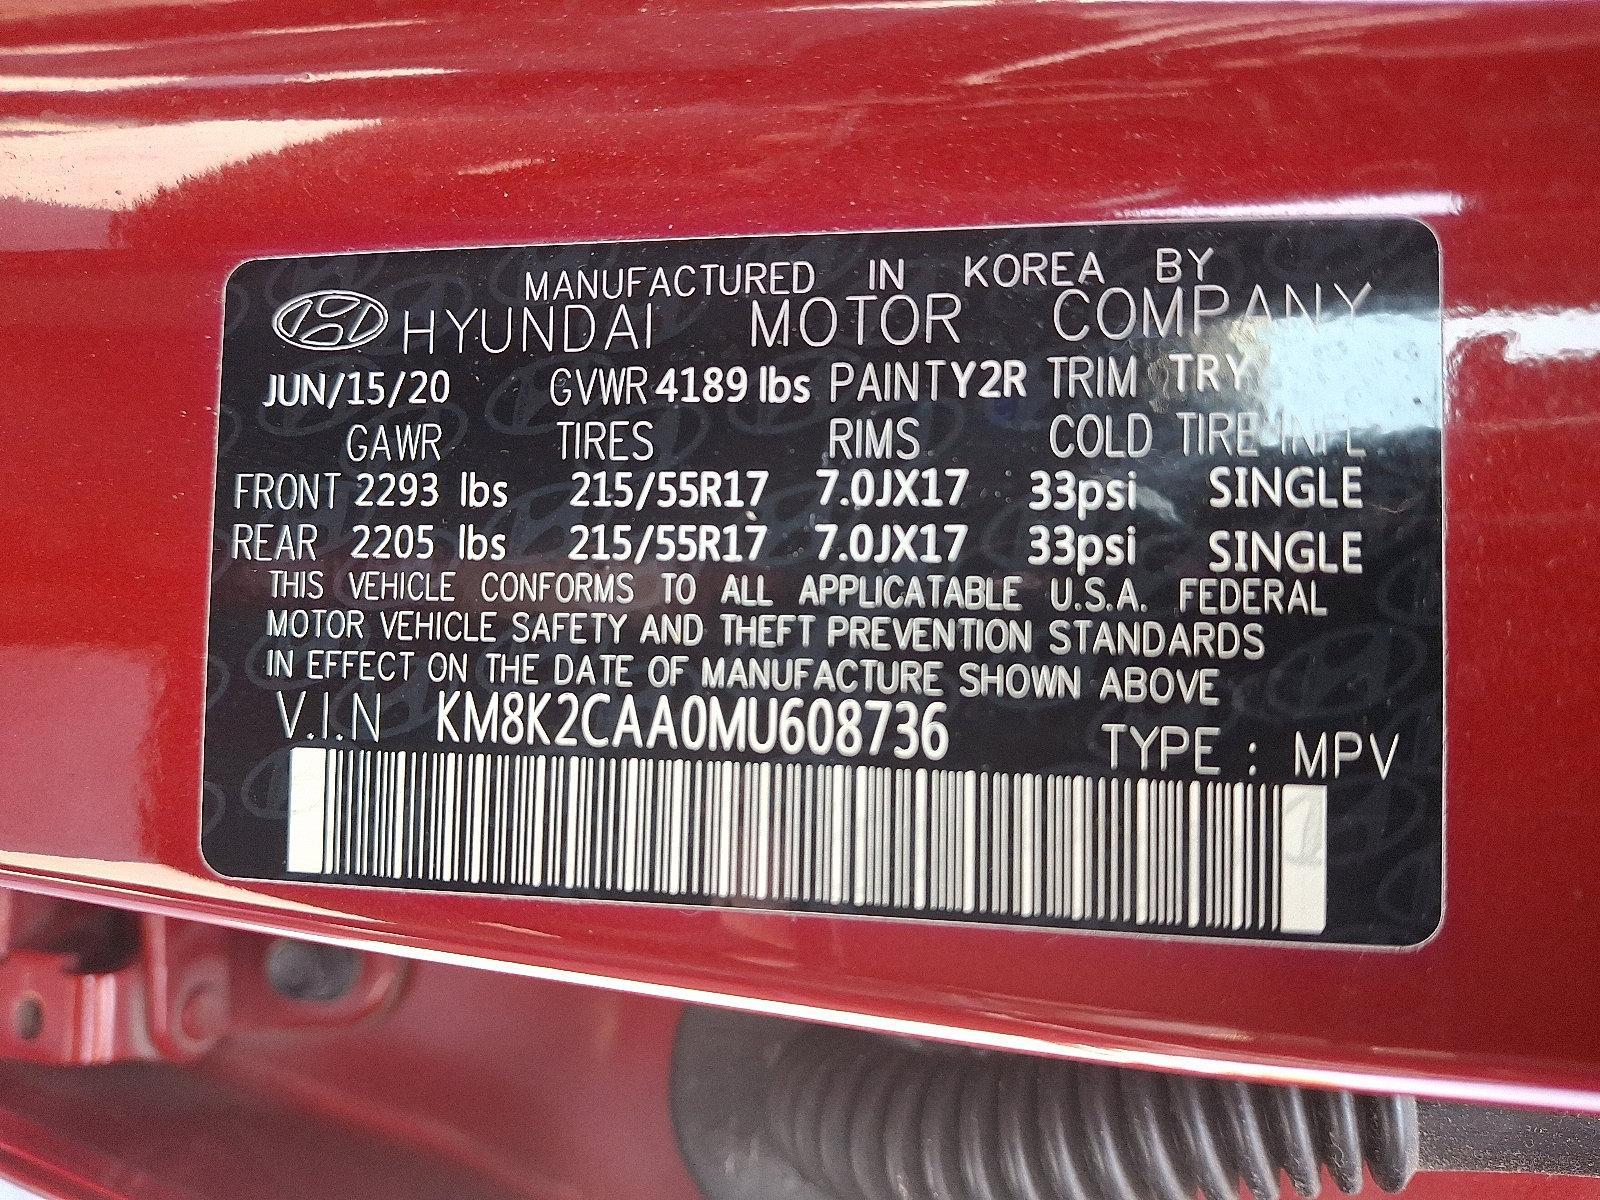 MANUFACTURED IN KOREA BY
HYUNDAI MOTOR COMPANY
JUN/15/20 GVWR 4189 lbs PAINT Y2R TRIM TRY
GAWR TIRES RIMS COLD TIRE INFL
FRONT 2293 lbs 215/55R17 7.0JX17 33psi SINGLE
REAR 2205 lbs 215/55R17 7.0JX17 33psi SINGLE
THIS VEHICLE CONFORMS TO ALL APPLICATABLE U.S.A. FEDERAL
MOTOR VEHICLE SAFETY AND THEFT PREVENTION STANDARDS
IN EFFECT ON THE DATE OF MANUFACTURE SHOWN ABOVE
V.I.N KM8K2CAA0MU608736 TYPE : MPV